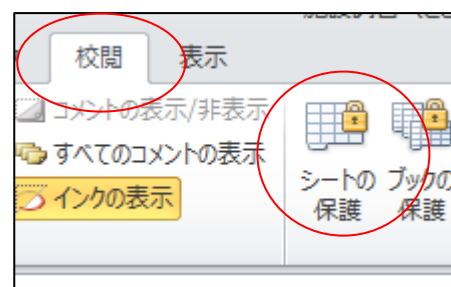 校閲 表示
コメントの表示/非表示
すべてのコメントの表示
インクの表示
シートの保護
ブックの保護